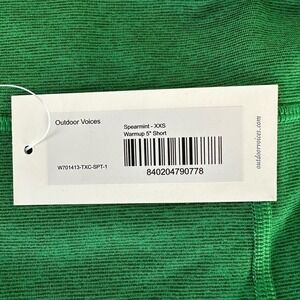 Outdoor Voices
Spearmint - XXS
Warmup 5" Short
W701413-TXC-SPT-1
840204790778
outdoorvoices.com